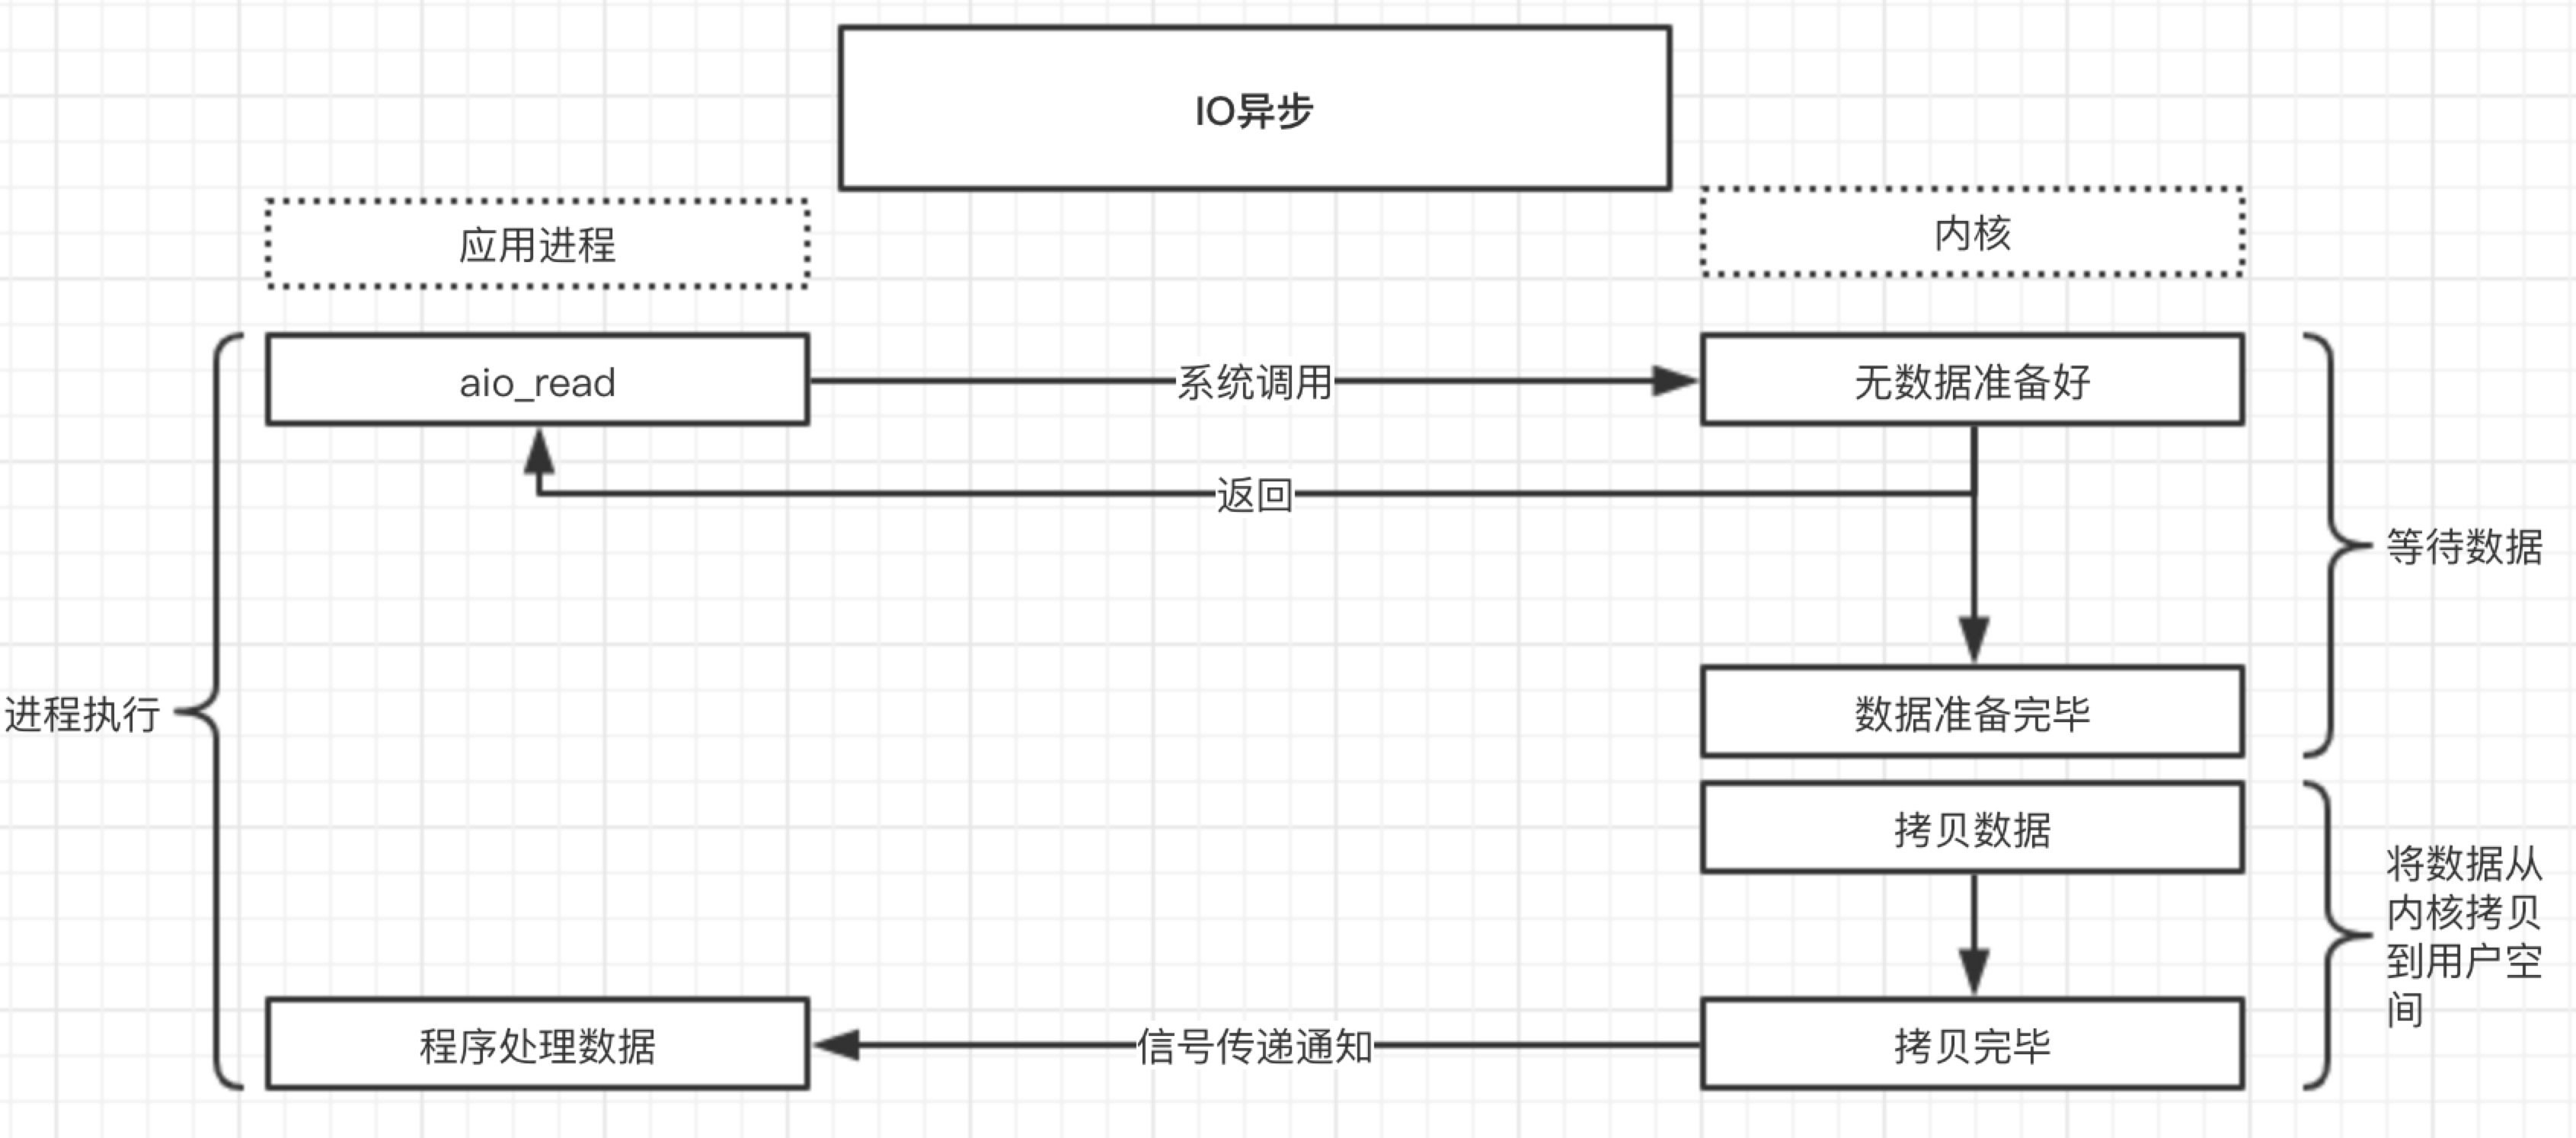 IO异步
应用进程
内核
aio_read
系统调用
无数据准备好
返回
等待数据
进程执行
数据准备完毕
拷贝数据
将数据从
内核拷贝
到用户空
间
程序处理数据
信号传递通知
拷贝完毕